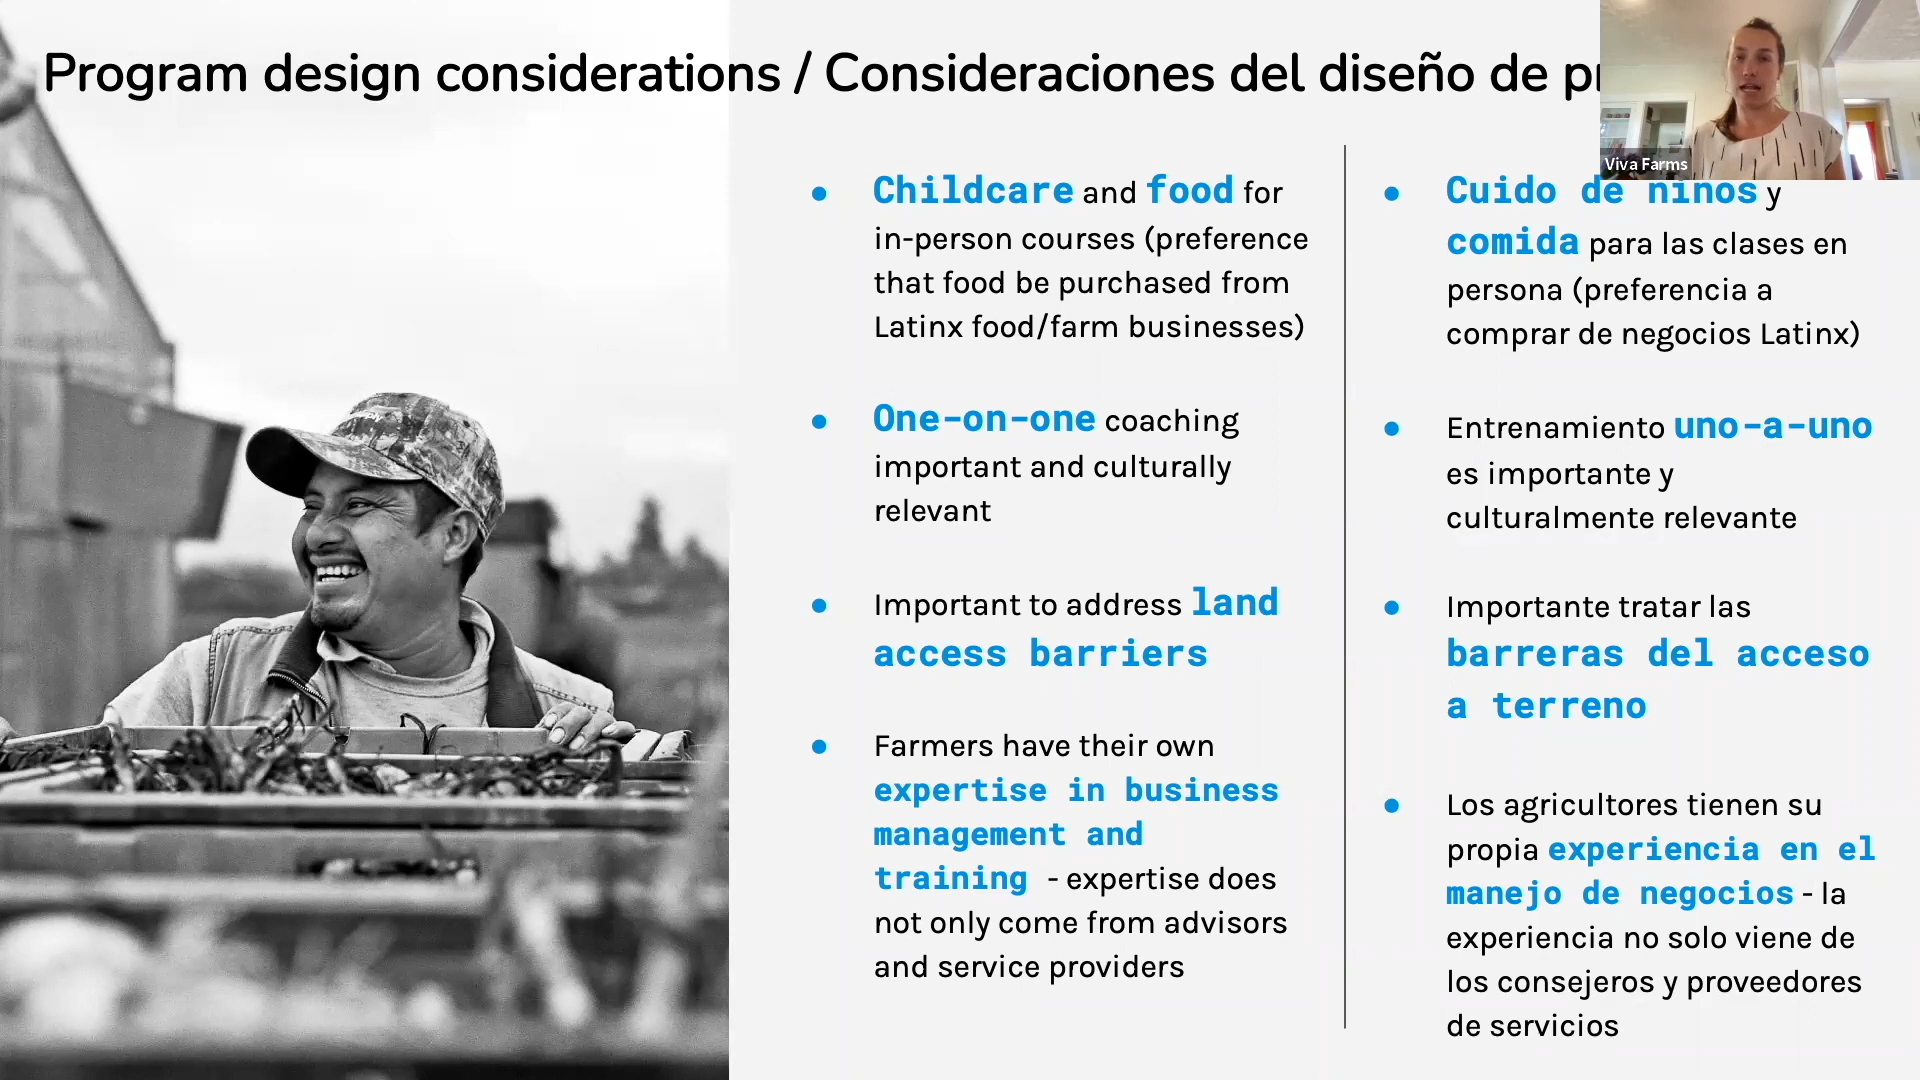 Program design considerations / Consideraciones del diseño de
Viva Farms
Childcare and food for
in-person courses (preference
that food be purchased from
Latinx food/farm businesses)
One-on-one coaching
important and culturally
relevant
Important to address land
access barriers
Farmers have their own
expertise in business
management and
training - expertise does
not only come from advisors
and service providers
Cuido de niños y
comida para las clases en
persona (preferencia a
comprar de negocios Latinx)
Entrenamiento uno-a-uno
es importante y
culturalmente relevante
Importante tratar las
barreras del acceso
a terreno
Los agricultores tienen su
propia experiencia en el
manejo de negocios - la
experiencia no solo viene de
los consejeros y proveedores
de servicios